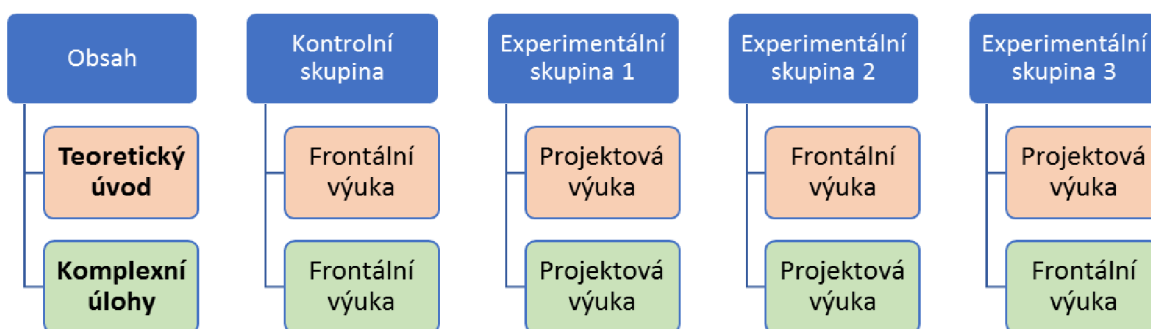 Obsah
Teoretický
úvod
Komplexní
úlohy
Kontrolní
skupina
Frontální
výuka
Frontální
výuka
Experimentální
skupina 1
Projektová
výuka
Projektová
výuka
Experimentální
skupina 2
Frontální
výuka
Projektová
výuka
Experimentální
skupina 3
Projektová
výuka
Frontální
výuka